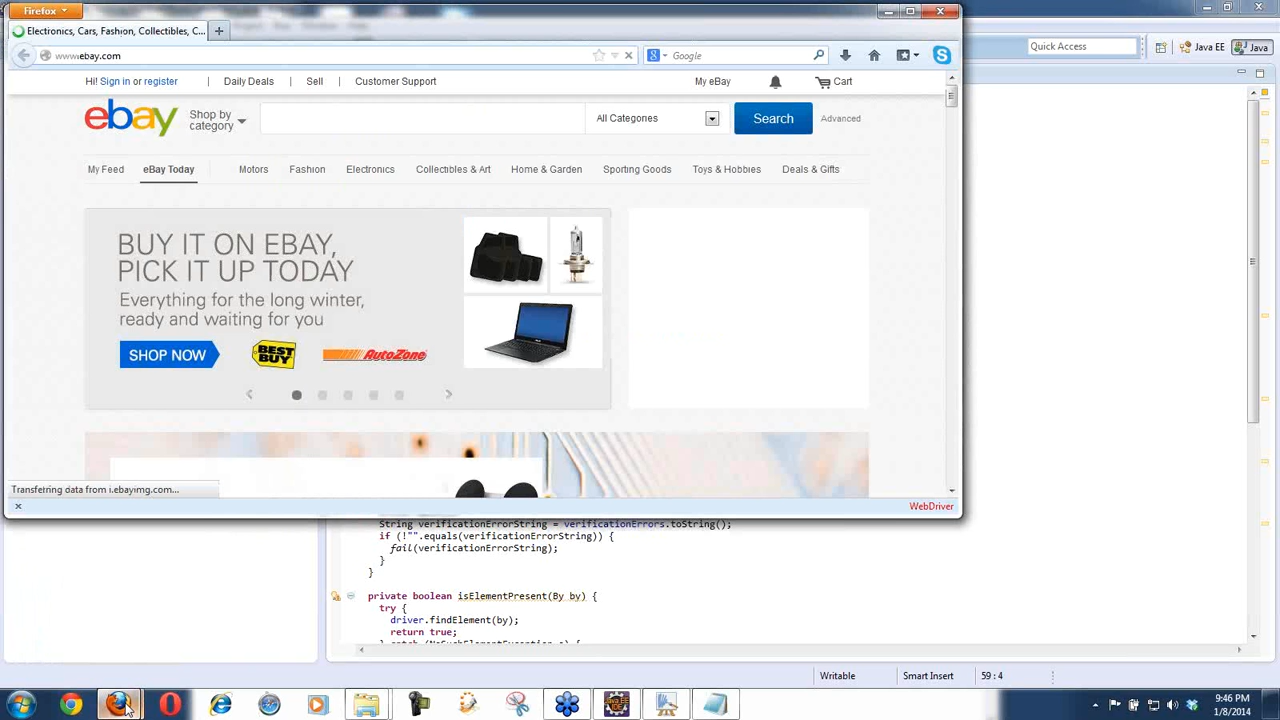 Firefox
Electronics, Cars, Fashion, Collectibles, C...
www.ebay.com
Google
Quick Access
Java EE
Java
Hi! Sign in or register
Daily Deals
Sell
Customer Support
My eBay
Cart
ebay
Shop by category
All Categories
Search
Advanced
My Feed
eBay Today
Motors
Fashion
Electronics
Collectibles & Art
Home & Garden
Sporting Goods
Toys & Hobbies
Deals & Gifts
BUY IT ON EBAY,
PICK IT UP TODAY
Everything for the long winter,
ready and waiting for you
SHOP NOW
BEST BUY
AutoZone
Transferring data from i.ebayimg.com...
WebDriver
String verificationErrorString = verificationErrors.toString();
if (!"".equals(verificationErrorString)) {
fail(verificationErrorString);
}
}
private boolean isElementPresent(By by) {
try {
driver.findElement(by);
return true;
} catch (NoSuchElementException e) {
Writable
Smart Insert
59 : 4
9:46 PM
1/8/2014